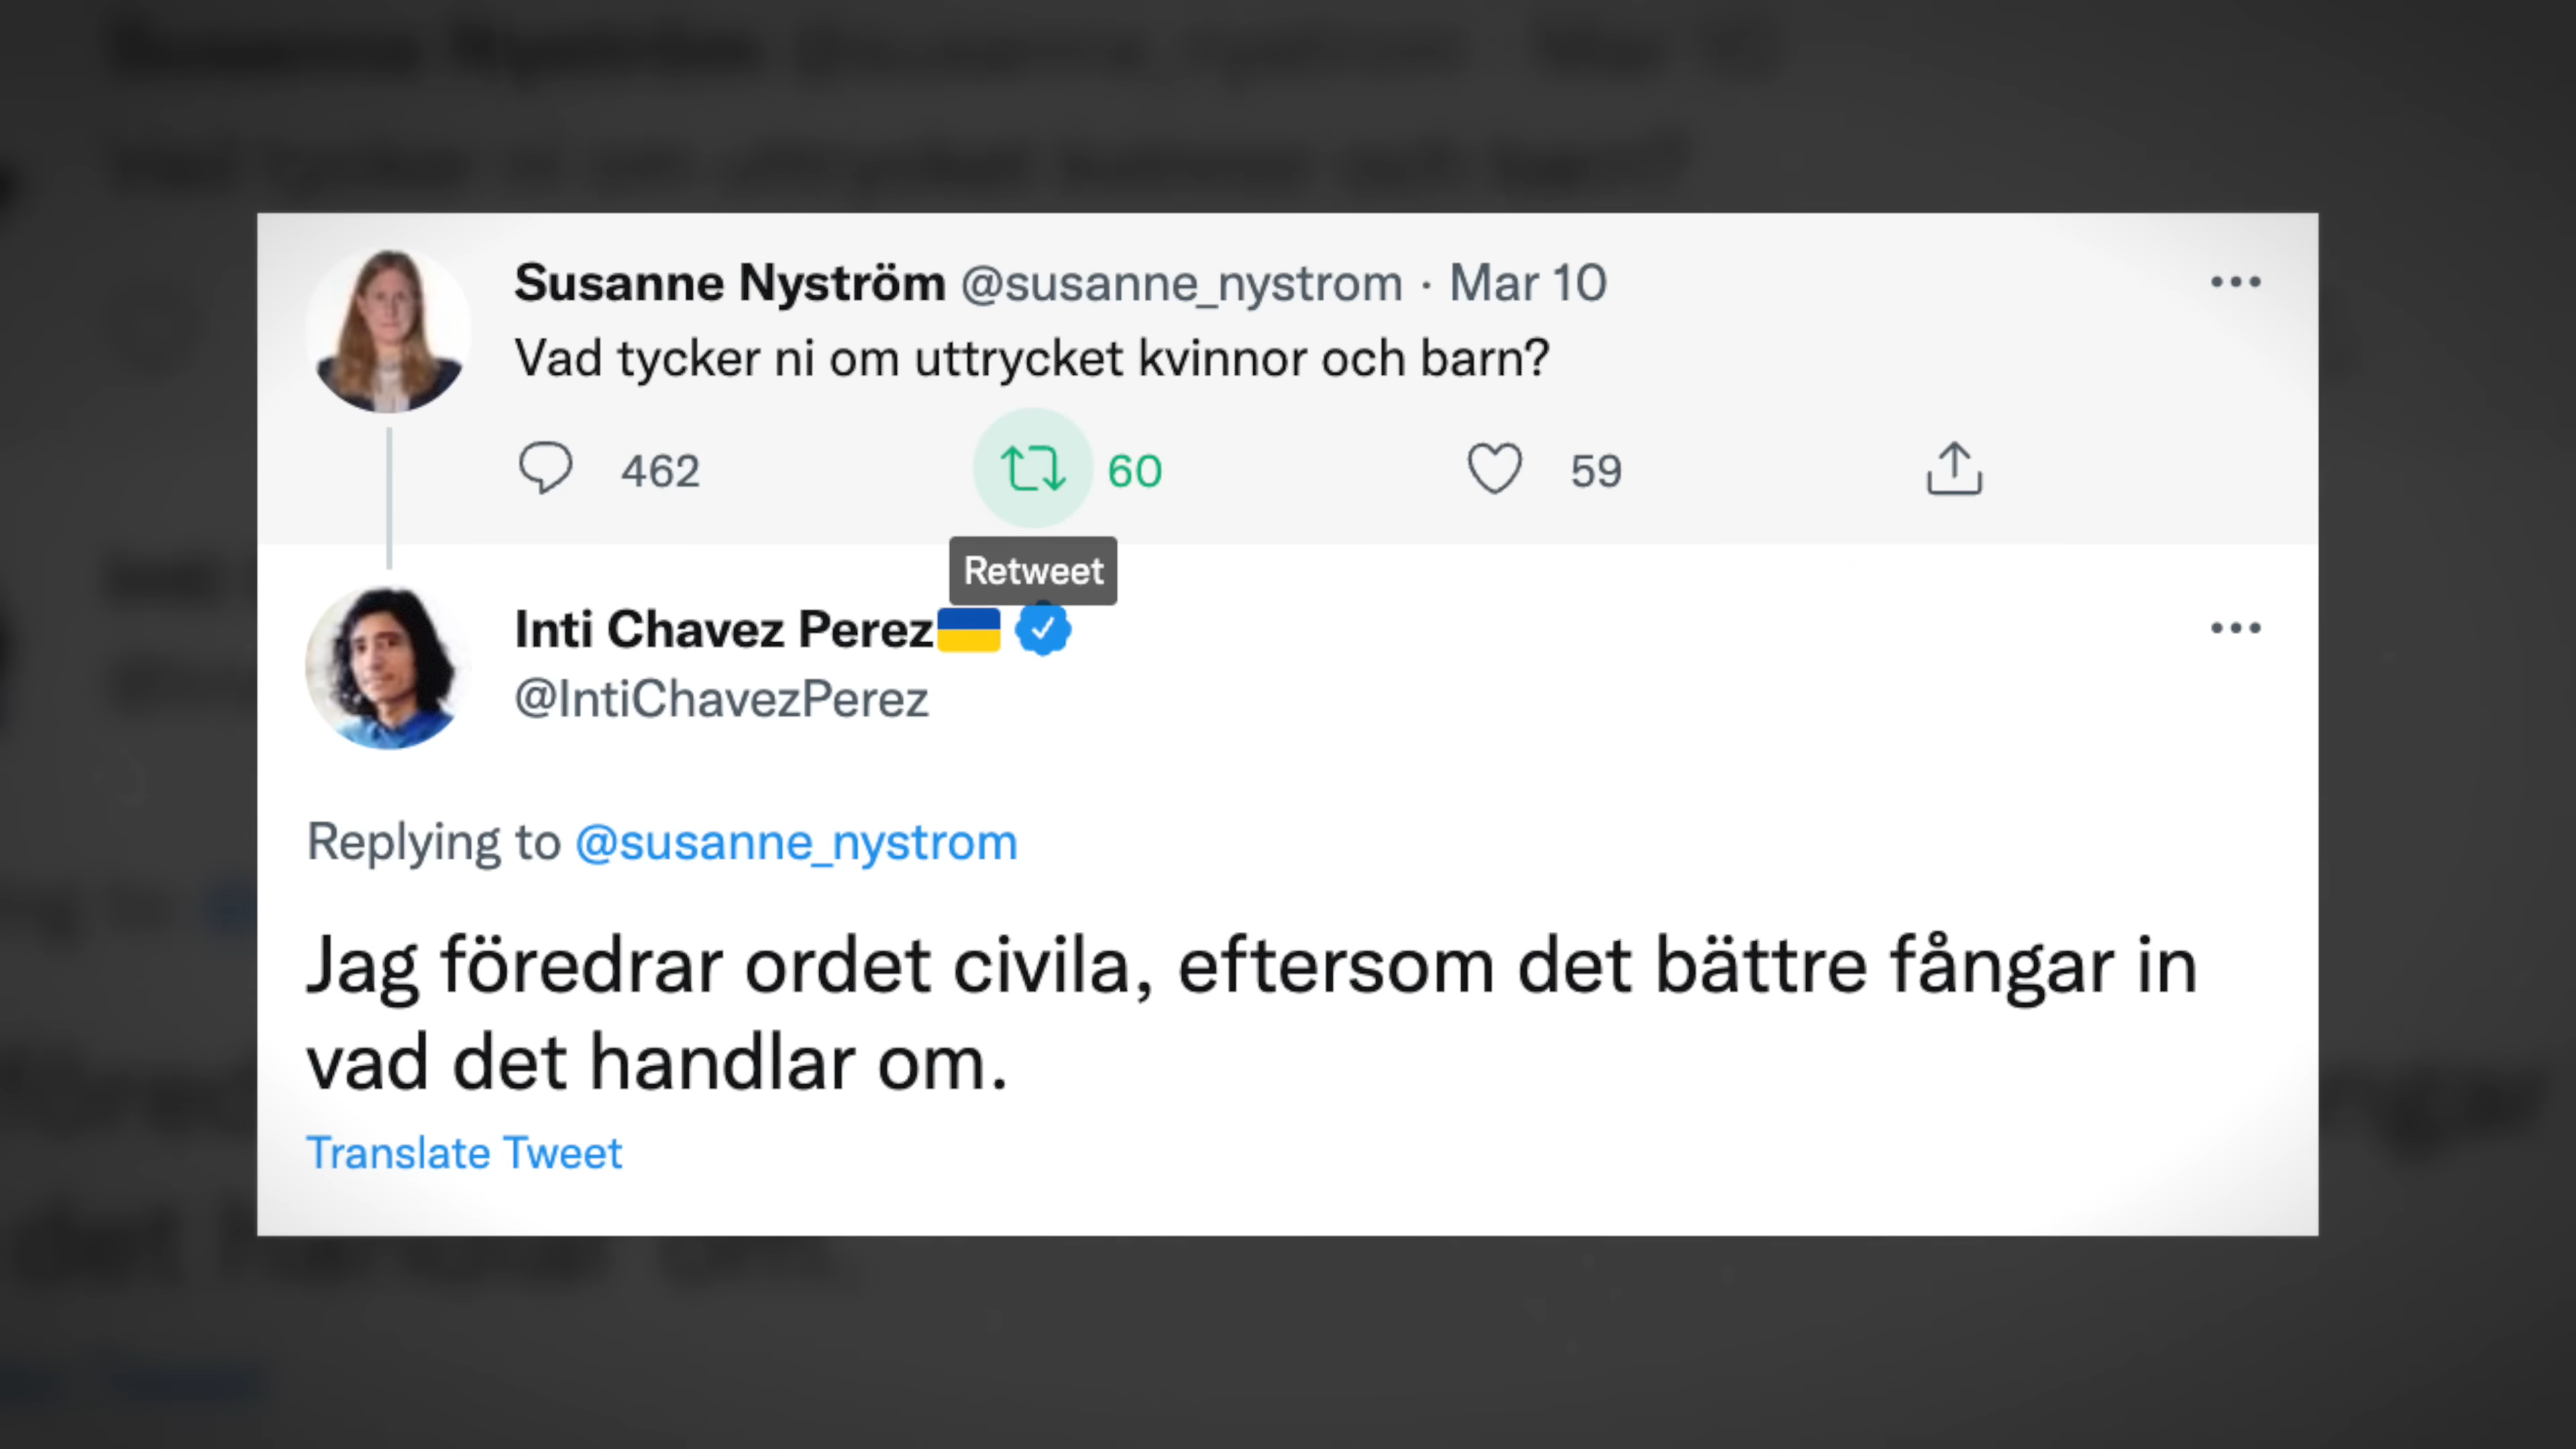 Susanne Nyström @susanne_nystrom · Mar 10
Vad tycker ni om uttrycket kvinnor och barn?
462 60 59
Retweet
Inti Chavez Perez
@IntiChavezPerez
Replying to @susanne_nystrom
Jag föredrar ordet civila, eftersom det bättre fångar in
vad det handlar om.
Translate Tweet